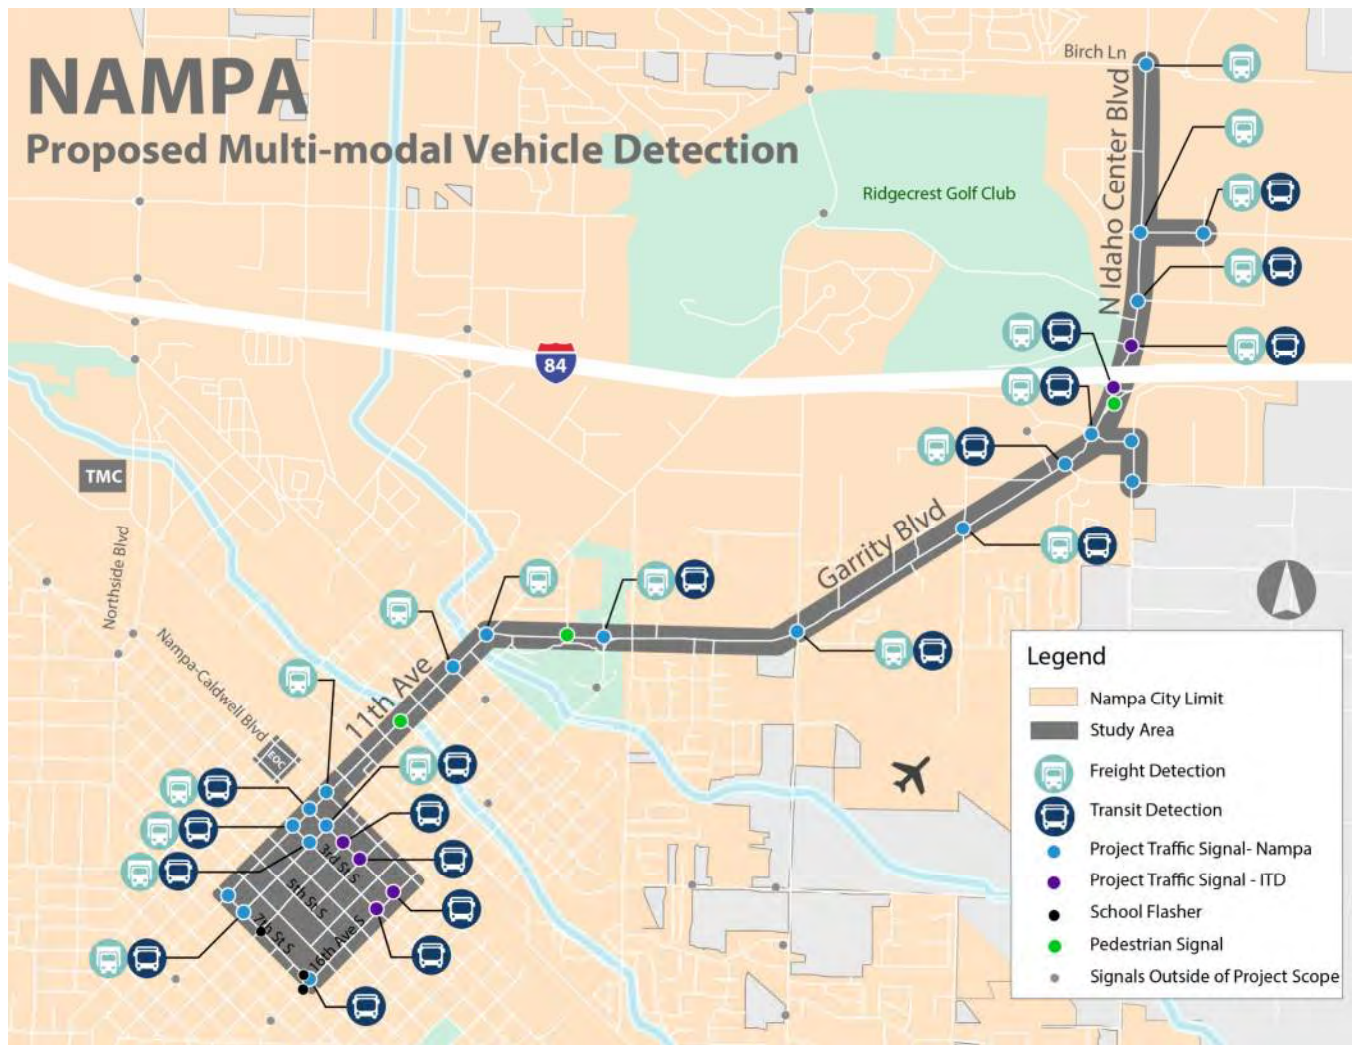 NAMPA
Proposed Multi-modal Vehicle Detection
Birch Ln
N Idaho Center Blvd
Ridgecrest Golf Club
84
TMC
Northside Blvd
Nampa-Caldwell Blvd
Garrity Blvd
11th Ave
EOC
3rd St S
5th St S
7th St S
16th Ave S
Legend
Nampa City Limit
Study Area
Freight Detection
Transit Detection
Project Traffic Signal- Nampa
Project Traffic Signal - ITD
School Flasher
Pedestrian Signal
Signals Outside of Project Scope